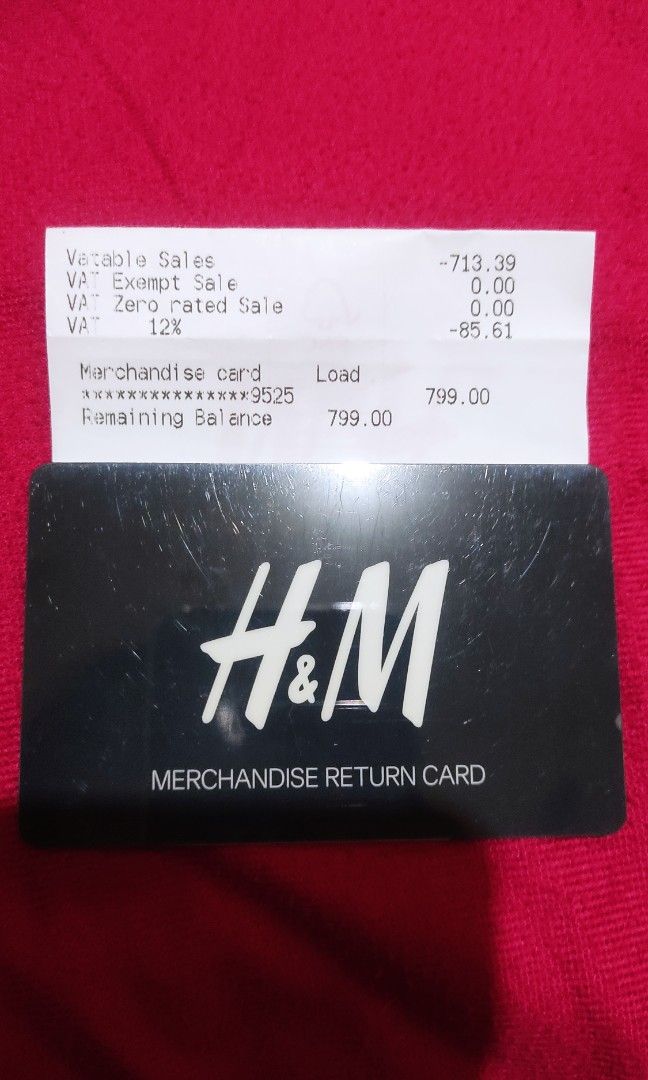 Vatable Sales -713.39
VAT Exempt Sale 0.00
VAT Zero rated Sale 0.00
VAT 12% -85.61
Merchandise card Load
***************9525 799.00
Remaining Balance 799.00
H&M
MERCHANDISE RETURN CARD